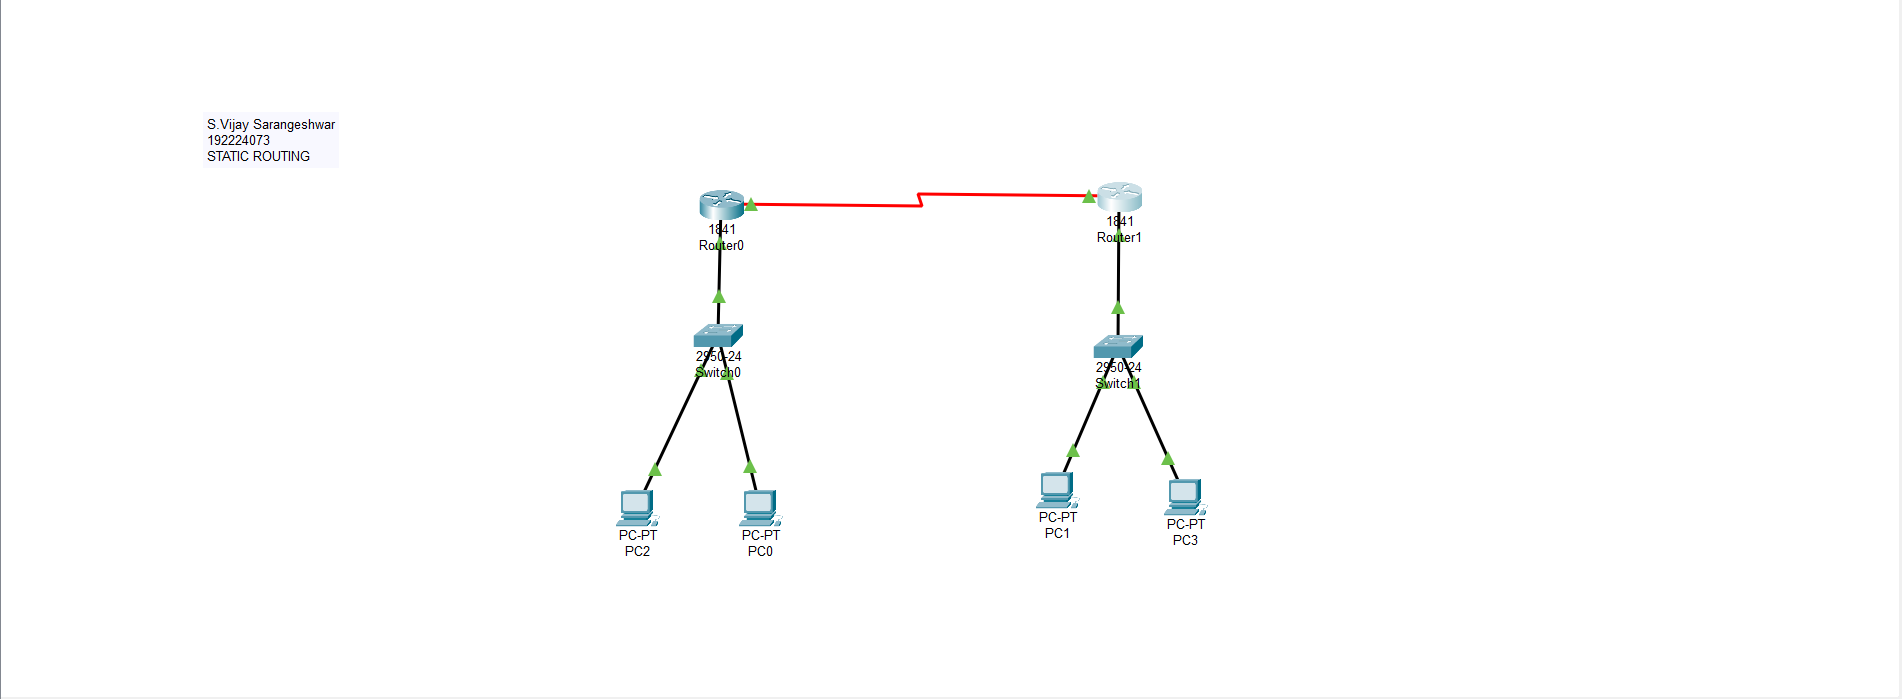 S.Vijay Sarangeshwar
192224073
STATIC ROUTING
1841
Router0
1841
Router1
2950-24
Switch0
2950-24
Switch1
PC-PT
PC2
PC-PT
PC0
PC-PT
PC1
PC-PT
PC3